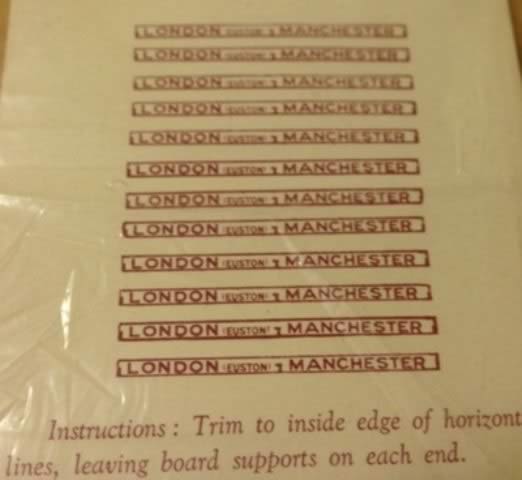 LONDON (EUSTON) & MANCHESTER
LONDON (EUSTON) & MANCHESTER
LONDON (EUSTON) & MANCHESTER
LONDON (EUSTON) & MANCHESTER
LONDON (EUSTON) & MANCHESTER
LONDON (EUSTON) & MANCHESTER
LONDON (EUSTON) & MANCHESTER
LONDON (EUSTON) & MANCHESTER
LONDON (EUSTON) & MANCHESTER
LONDON (EUSTON) & MANCHESTER
LONDON (EUSTON) & MANCHESTER
LONDON (EUSTON) & MANCHESTER
Instructions : Trim to inside edge of horizont
lines, leaving board supports on each end.